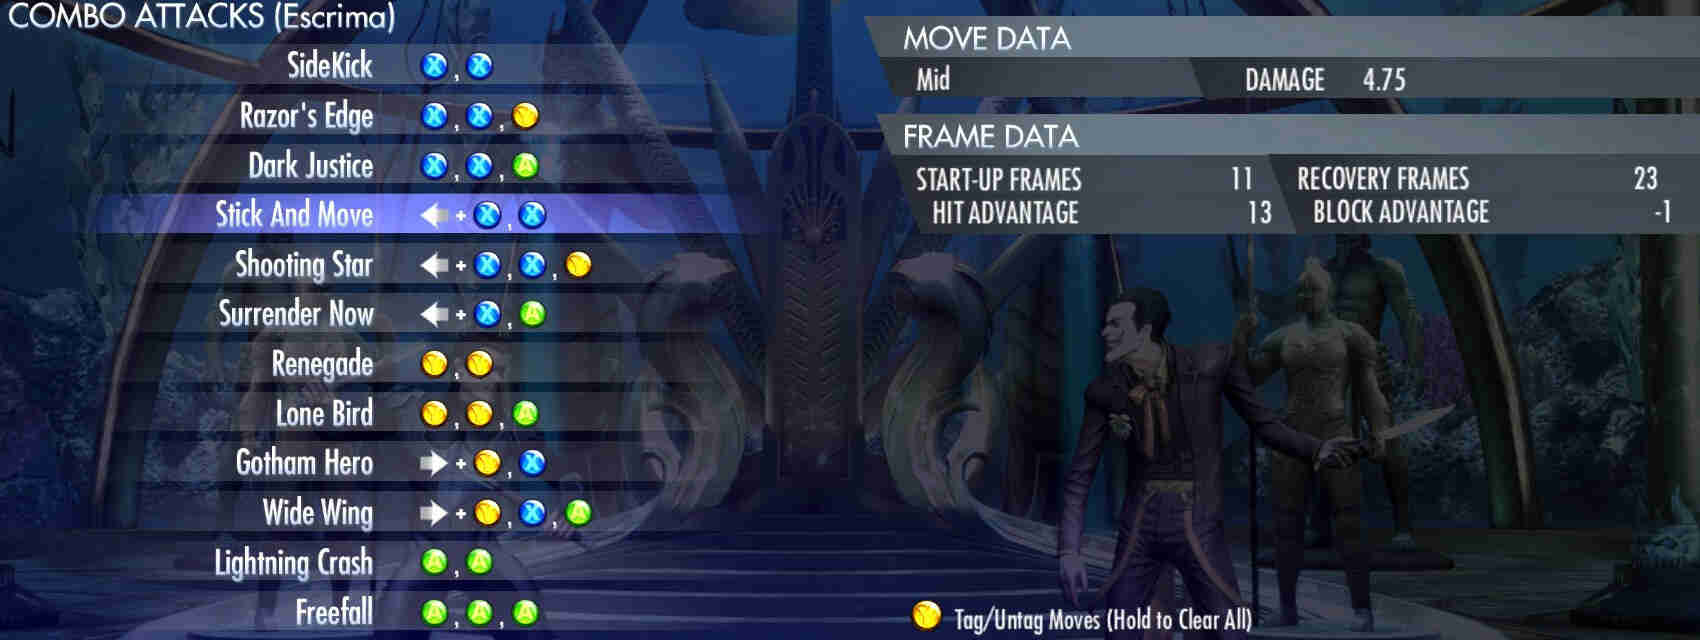 COMBO ATTACKS (Escrima)
SideKick X, X
Razor's Edge X, X, Y
Dark Justice X, X, A
Stick And Move + X, X
Shooting Star + X, X, Y
Surrender Now + X, A
Renegade Y, Y
Lone Bird Y, Y, A
Gotham Hero + Y, X
Wide Wing + Y, X, A
Lightning Crash A, A
Freefall A, A, A
MOVE DATA
Mid DAMAGE 4.75
FRAME DATA
START-UP FRAMES 11 RECOVERY FRAMES 23
HIT ADVANTAGE 13 BLOCK ADVANTAGE -1
Y Tag/Untag Moves (Hold to Clear All)